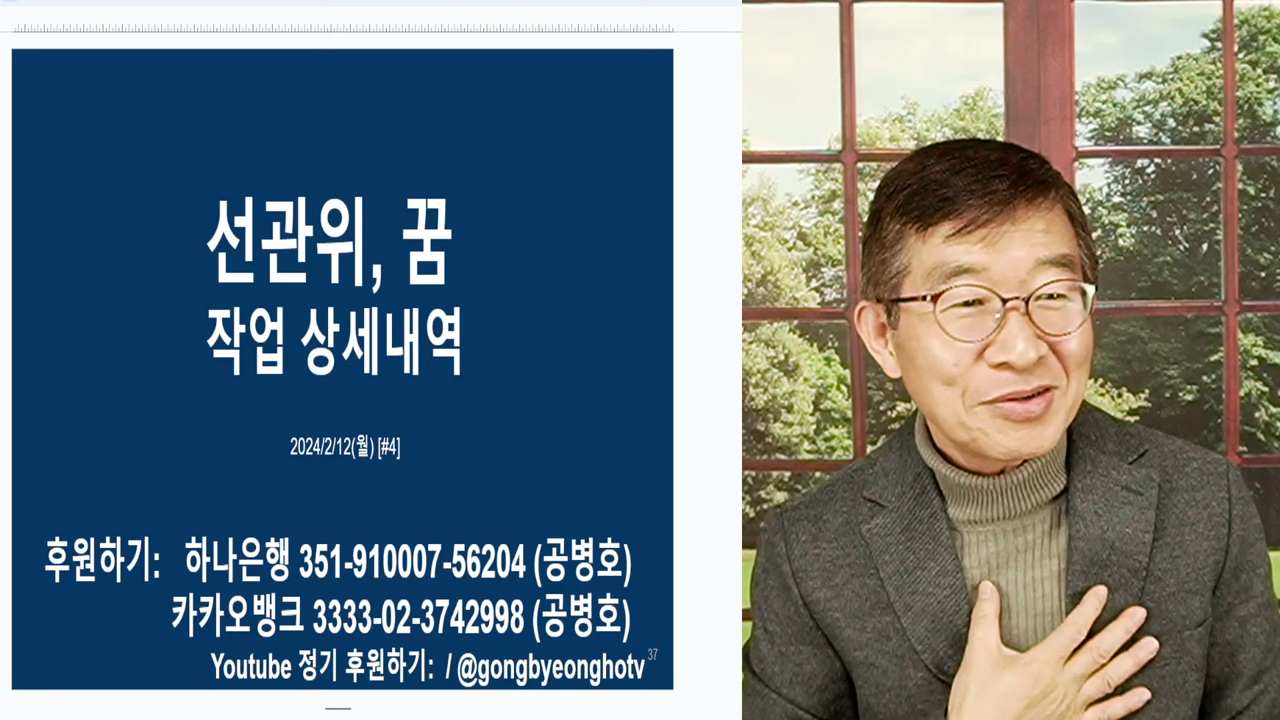 선관위, 꿈
작업 상세내역
2024/2/12(월) [#4]
후원하기: 하나은행 351-910007-56204 (공병호)
카카오뱅크 3333-02-3742998 (공병호)
Youtube 정기 후원하기: / @gongbyeonghotv
37